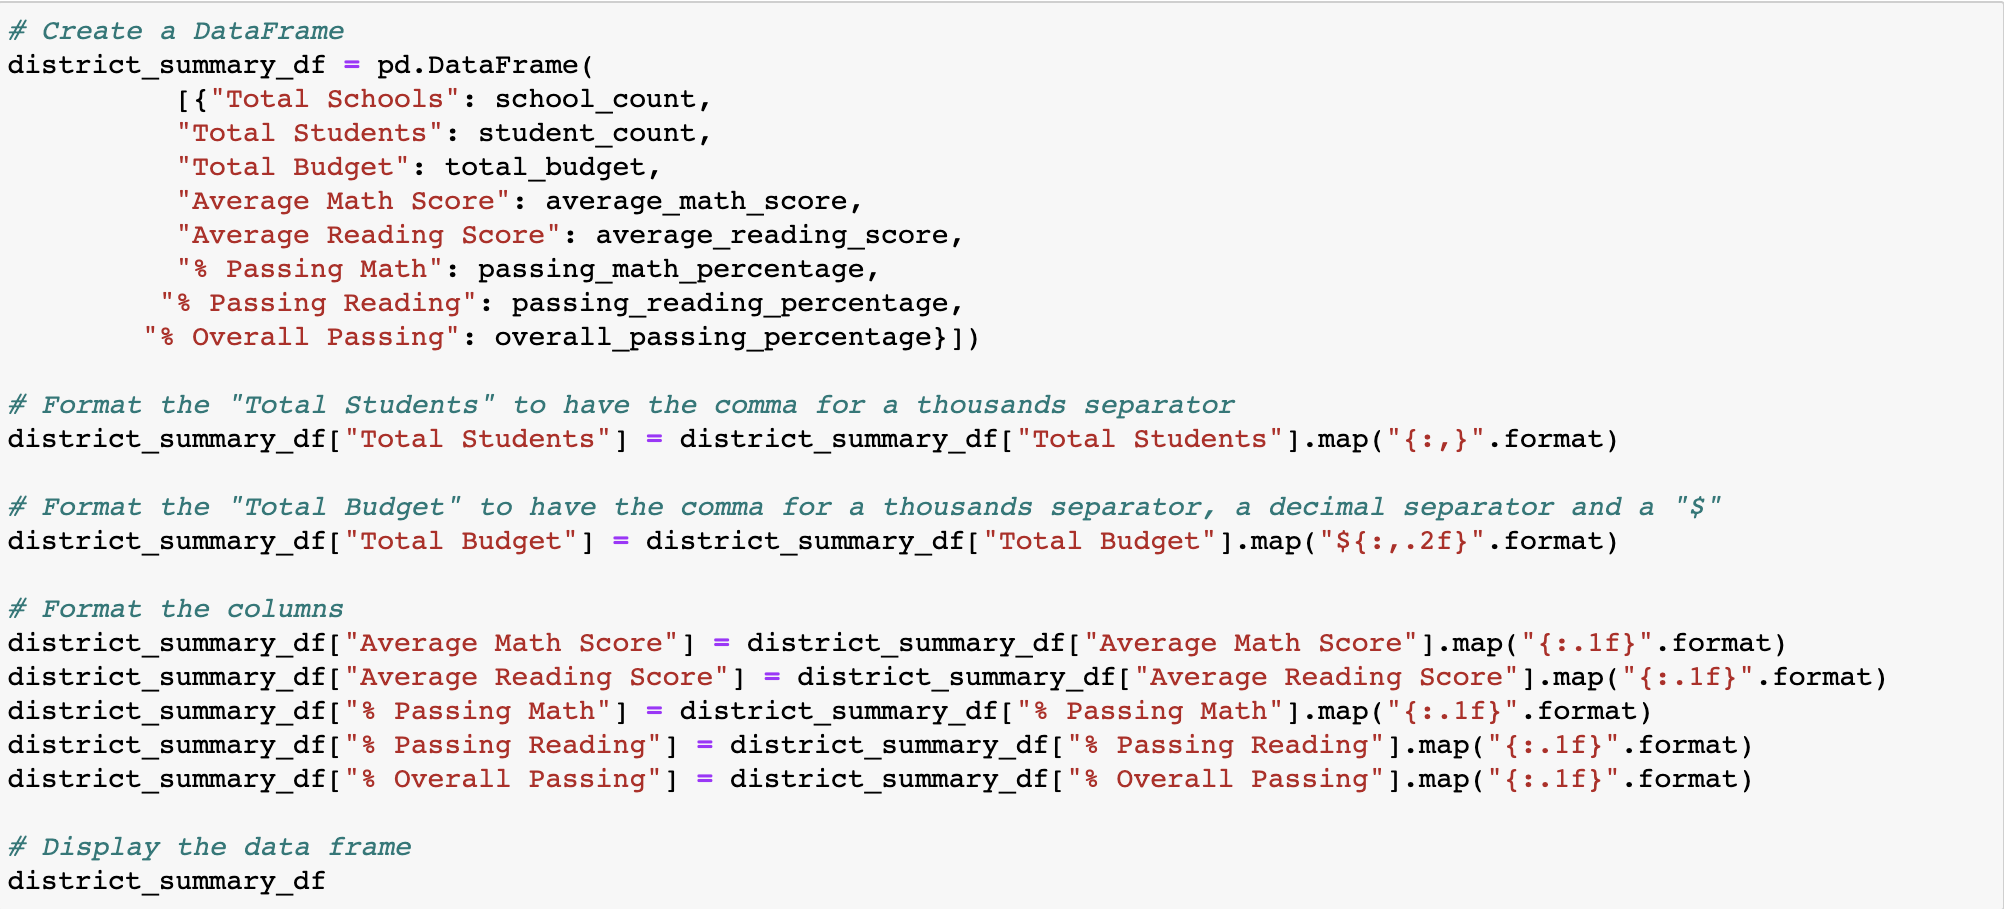 # Create a DataFrame
district_summary_df = pd.DataFrame(
          [{"Total Schools": school_count,
          "Total Students": student_count,
          "Total Budget": total_budget,
          "Average Math Score": average_math_score,
          "Average Reading Score": average_reading_score,
          "% Passing Math": passing_math_percentage,
         "% Passing Reading": passing_reading_percentage,
        "% Overall Passing": overall_passing_percentage}])

# Format the "Total Students" to have the comma for a thousands separator
district_summary_df["Total Students"] = district_summary_df["Total Students"].map("{:,}".format)

# Format the "Total Budget" to have the comma for a thousands separator, a decimal separator and a "$"
district_summary_df["Total Budget"] = district_summary_df["Total Budget"].map("${:,.2f}".format)

# Format the columns
district_summary_df["Average Math Score"] = district_summary_df["Average Math Score"].map("{:.1f}".format)
district_summary_df["Average Reading Score"] = district_summary_df["Average Reading Score"].map("{:.1f}".format)
district_summary_df["% Passing Math"] = district_summary_df["% Passing Math"].map("{:.1f}".format)
district_summary_df["% Passing Reading"] = district_summary_df["% Passing Reading"].map("{:.1f}".format)
district_summary_df["% Overall Passing"] = district_summary_df["% Overall Passing"].map("{:.1f}".format)

# Display the data frame
district_summary_df